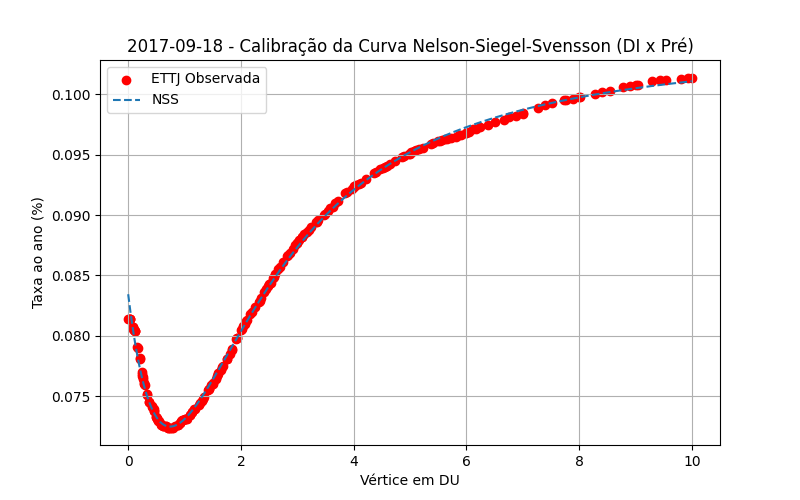 2017-09-18 - Calibração da Curva Nelson-Siegel-Svensson (DI x Pré)
ETTJ Observada
NSS
Taxa ao ano (%)
0.100
0.095
0.090
0.085
0.080
0.075
0 2 4 6 8 10
Vértice em DU